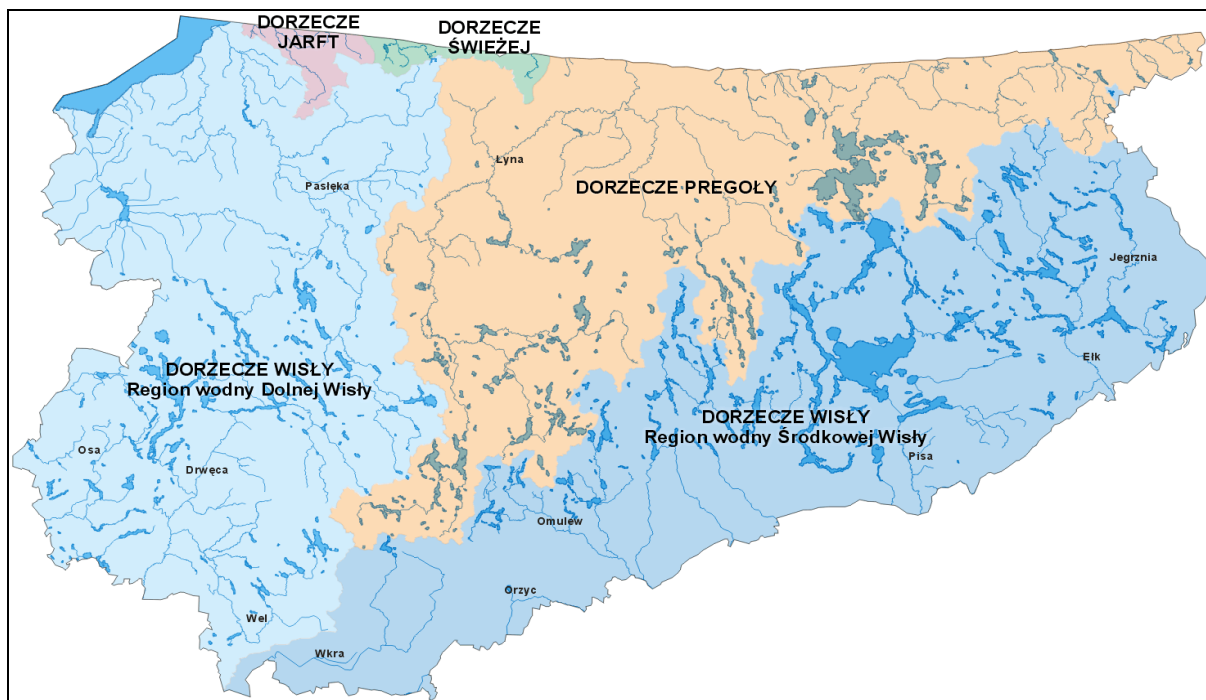 DORZECZE
JARFT
DORZECZE
ŚWIEŻEJ
Łyna
Pasłęka
DORZECZE PREGOŁY
Jegrznia
Ełk
DORZECZE WISŁY
Region wodny Dolnej Wisły
DORZECZE WISŁY
Region wodny Środkowej Wisły
Osa
Drwęca
Pisa
Omulew
Orzyc
Wel
Wkra